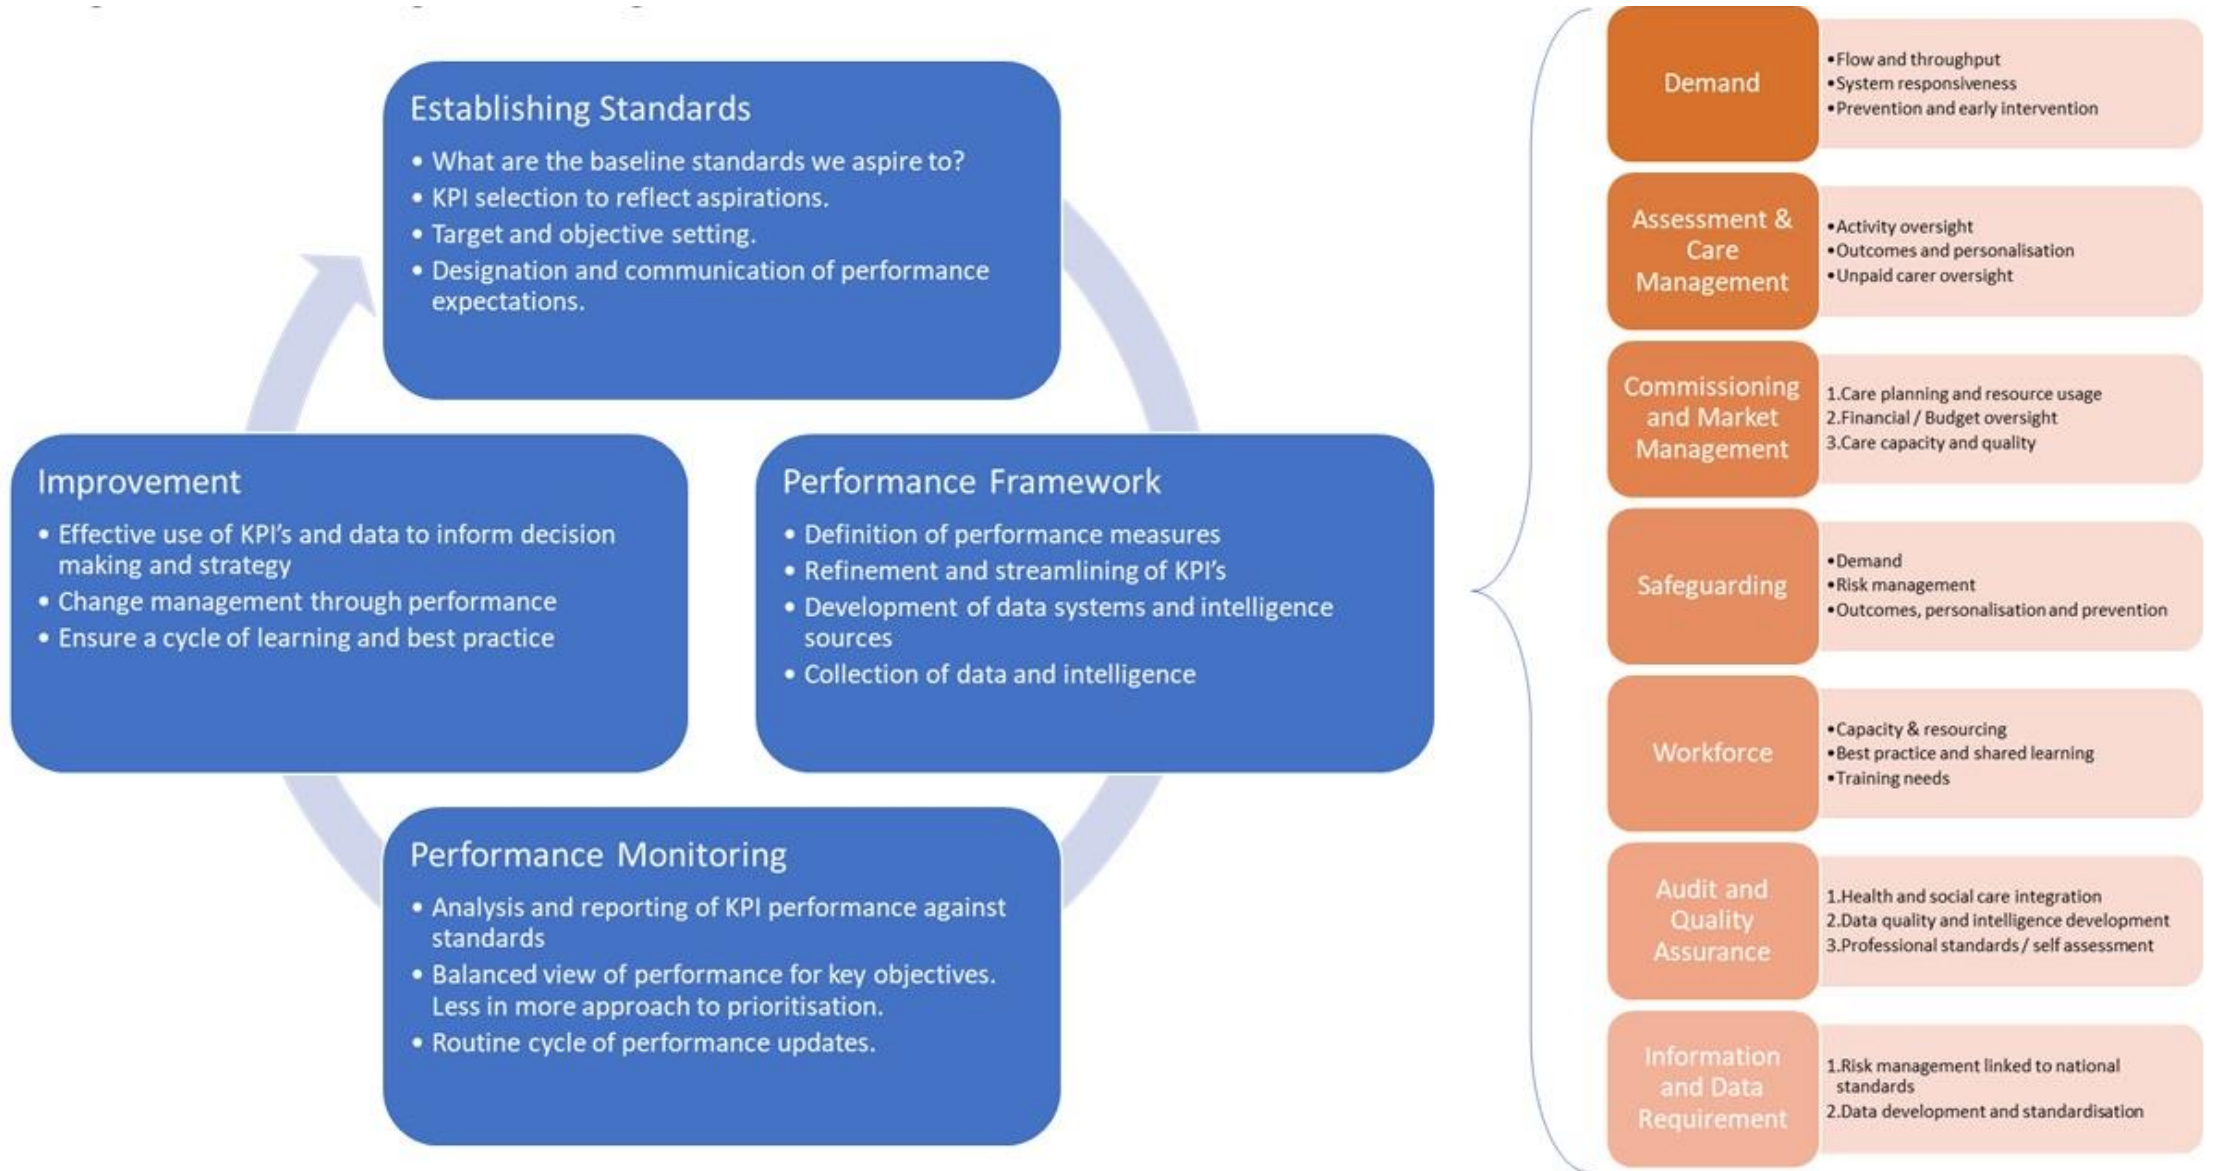 Establishing Standards
• What are the baseline standards we aspire to?
• KPI selection to reflect aspirations.
• Target and objective setting.
• Designation and communication of performance
expectations.
Improvement
• Effective use of KPI's and data to inform decision
making and strategy
• Change management through performance
• Ensure a cycle of learning and best practice
Performance Framework
• Definition of performance measures
• Refinement and streamlining of KPI's
• Development of data systems and intelligence
sources
• Collection of data and intelligence
Performance Monitoring
• Analysis and reporting of KPI performance against
standards
• Balanced view of performance for key objectives.
Less in more approach to prioritisation.
• Routine cycle of performance updates.
Demand
•Flow and throughput
•System responsiveness
•Prevention and early intervention
Assessment &
Care
Management
•Activity oversight
•Outcomes and personalisation
•Unpaid carer oversight
Commissioning
and Market
Management
1.Care planning and resource usage
2.Financial / Budget oversight
3.Care capacity and quality
Safeguarding
•Demand
•Risk management
•Outcomes, personalisation and prevention
Workforce
•Capacity & resourcing
•Best practice and shared learning
•Training needs
Audit and
Quality
Assurance
1.Health and social care integration
2.Data quality and intelligence development
3.Professional standards / self assessment
Information
and Data
Requirement
1.Risk management linked to national
standards
2.Data development and standardisation